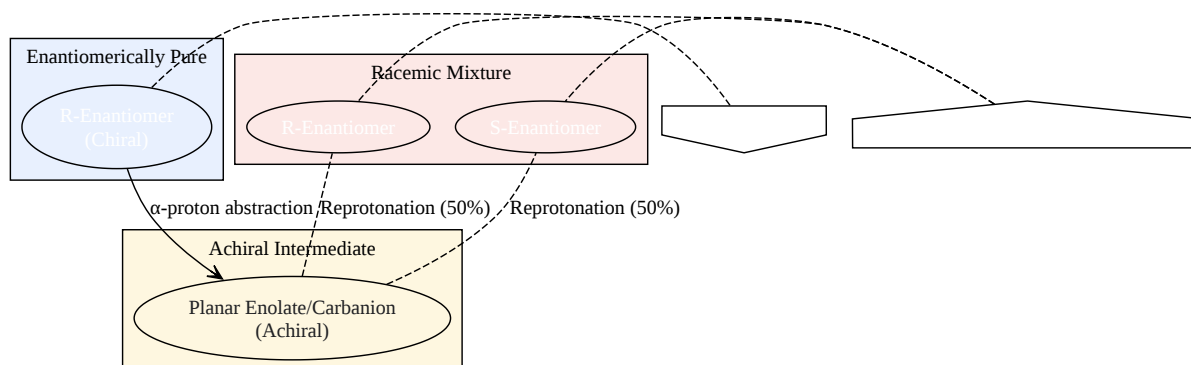 Enantiomerically Pure
R-Enantiomer
(Chiral)
Racemic Mixture
R-Enantiomer
S-Enantiomer
α-proton abstraction
Reprotonation (50%)
Reprotonation (50%)
Achiral Intermediate
Planar Enolate/Carbanion
(Achiral)